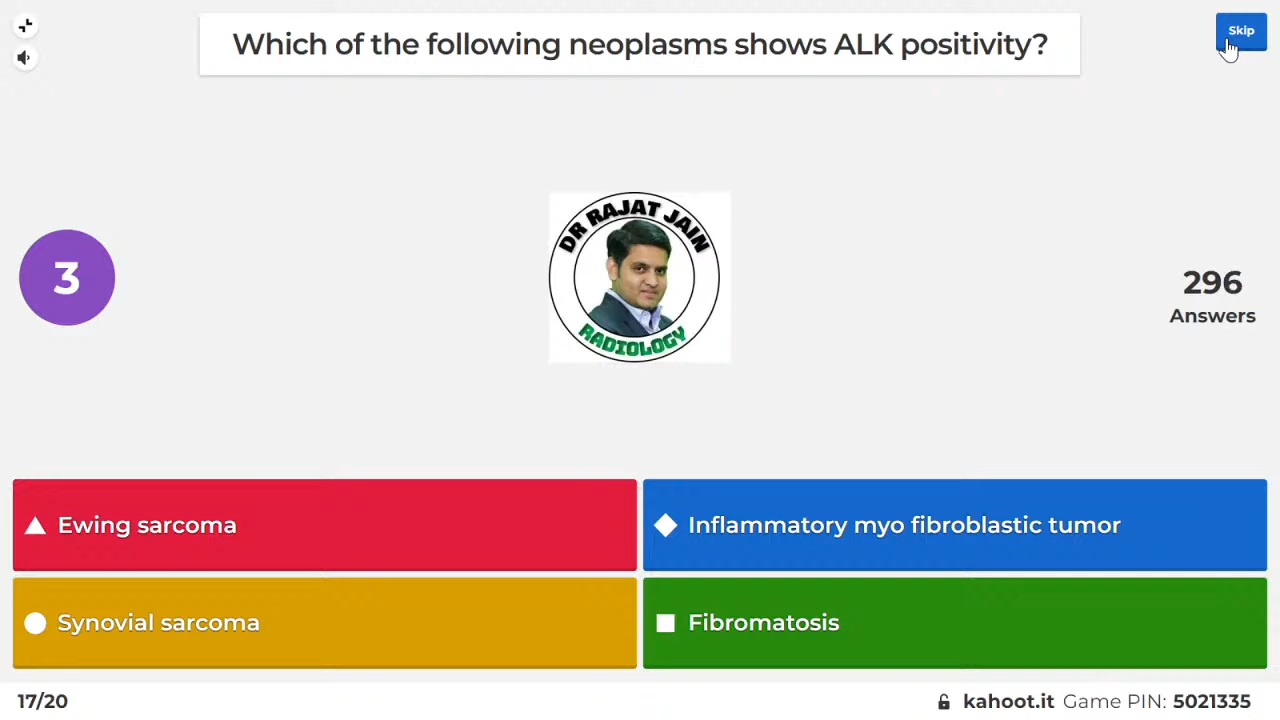 Which of the following neoplasms shows ALK positivity?
Skip
DR RAJAT JAIN
RADIOLOGY
3
296
Answers
Ewing sarcoma
Inflammatory myo fibroblastic tumor
Synovial sarcoma
Fibromatosis
17/20
kahoot.it Game PIN: 5021335